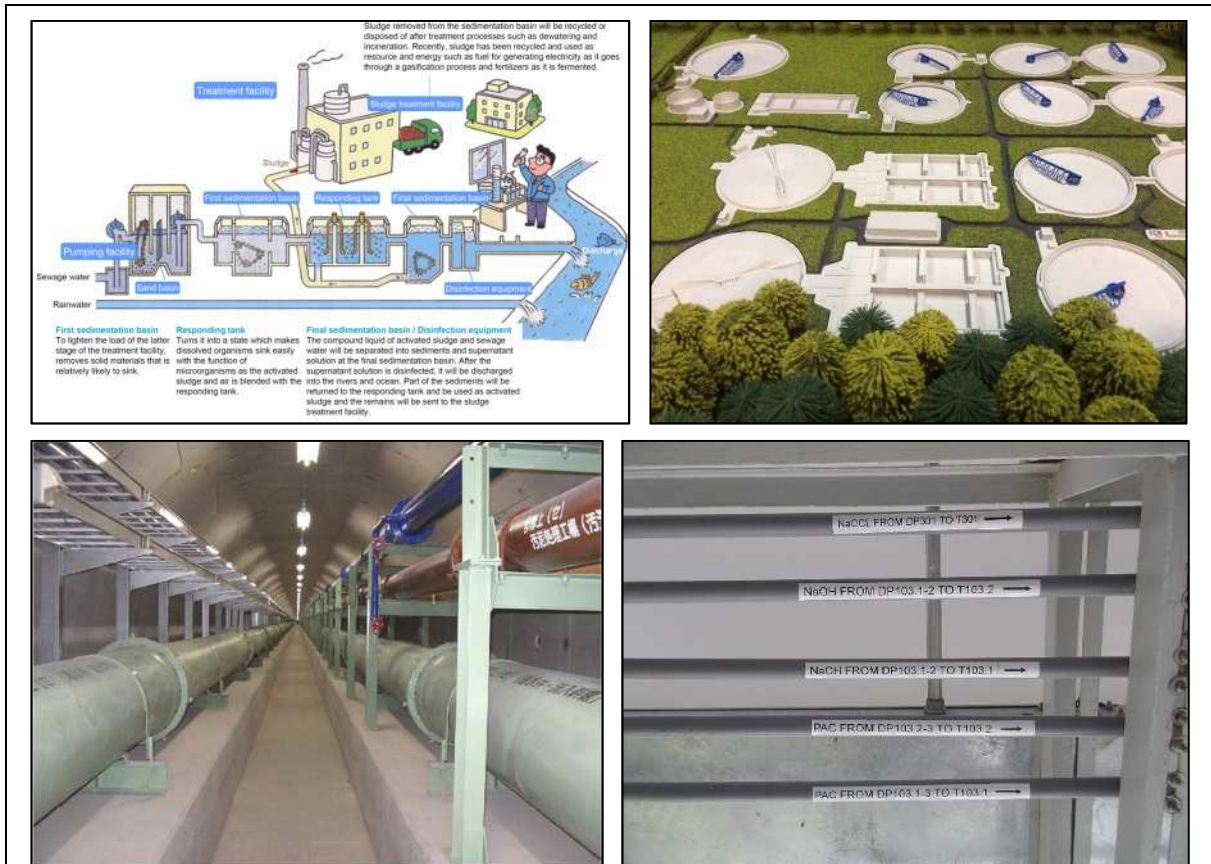 Sludge removed from the sedimentation basin will be recycled or
disposed of after treatment processes such as dewatering and
incineration. Recently, sludge has been recycled and used as
resource and energy such as fuel for generating electricity as it goes
through a gasification process and fertilizers as it is fermented.
Treatment facility
Sludge treatment facility
Sludge
First sedimentation basin
Responding tank
Final sedimentation basin
Pumping facility
Discharge
Sewage water
Sand basin
Disinfection equipment
Rainwater
First sedimentation basin
To lighten the load of the latter
stage of the treatment facility,
removes solid materials that is
relatively likely to sink.
Responding tank
Turns it into a state which makes
dissolved organisms sink easily
with the function of
microorganisms as the activated
sludge and air is blended with the
responding tank.
Final sedimentation basin / Disinfection equipment
The compound liquid of activated sludge and sewage
water will be separated into sediments and supernatant
solution at the final sedimentation basin. After the
supernatant solution is disinfected, it will be discharged
into the rivers and ocean. Part of the sediments will be
returned to the responding tank and be used as activated
sludge and the remains will be sent to the sludge
treatment facility.
汚泥処理工場（汚
NaOCL FROM DP301 TO T301
NaOH FROM DP103.1-2 TO T103.2
NaOH FROM DP103.1-2 TO T103.1
PAC FROM DP103.2-3 TO T103.2
PAC FROM DP103.1-3 TO T103.1